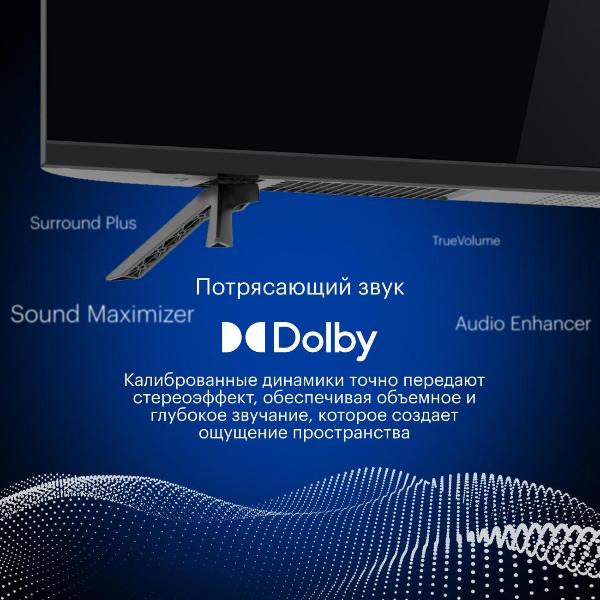 Surround Plus
TrueVolume
Потрясающий звук
Sound Maximizer
Audio Enhancer
Dolby
Калиброванные динамики точно передают
стереоэффект, обеспечивая объемное и
глубокое звучание, которое создает
ощущение пространства